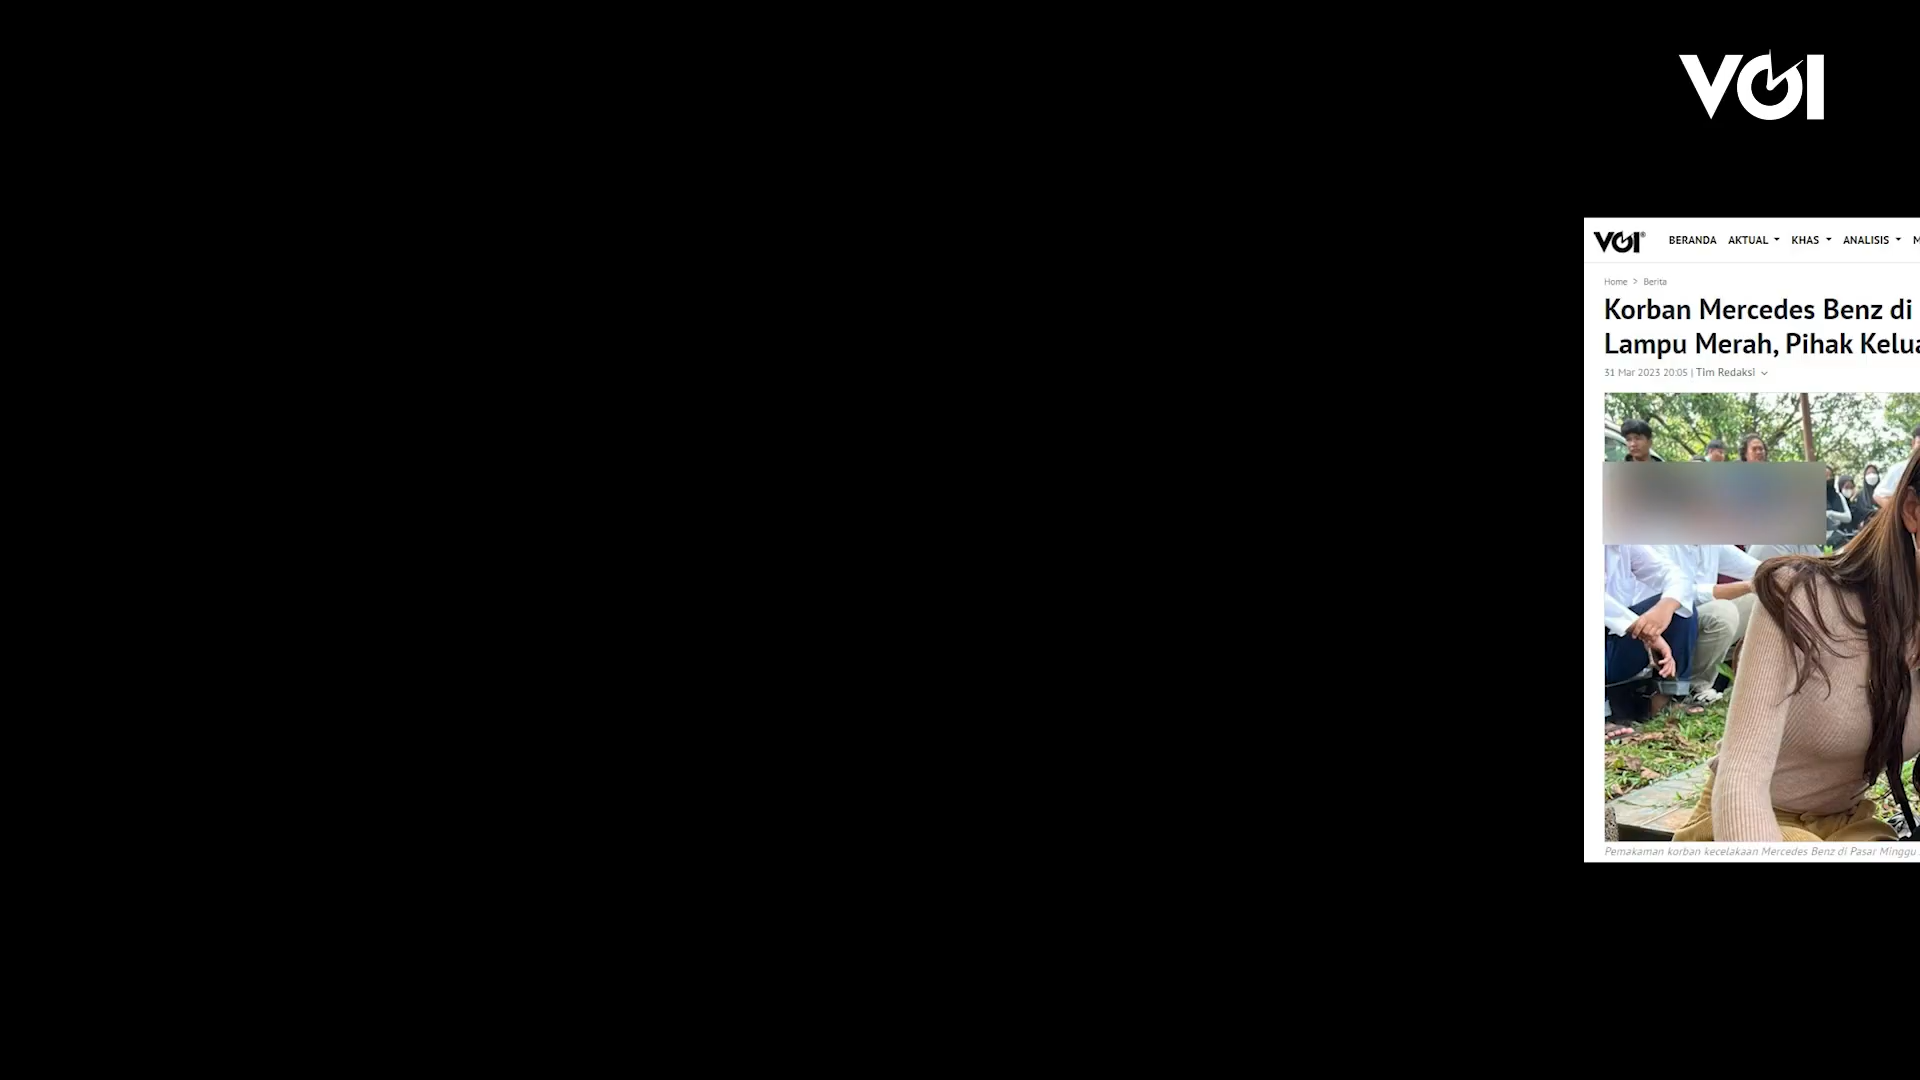 VOI
VOI
BERANDA AKTUAL KHAS ANALISIS
Home > Berita
Korban Mercedes Benz di
Lampu Merah, Pihak
31 Mar 2023 20:05 | Tim Redaksi
Pemakaman korban kecelakaan Mercedes Benz di Pasar Minggu